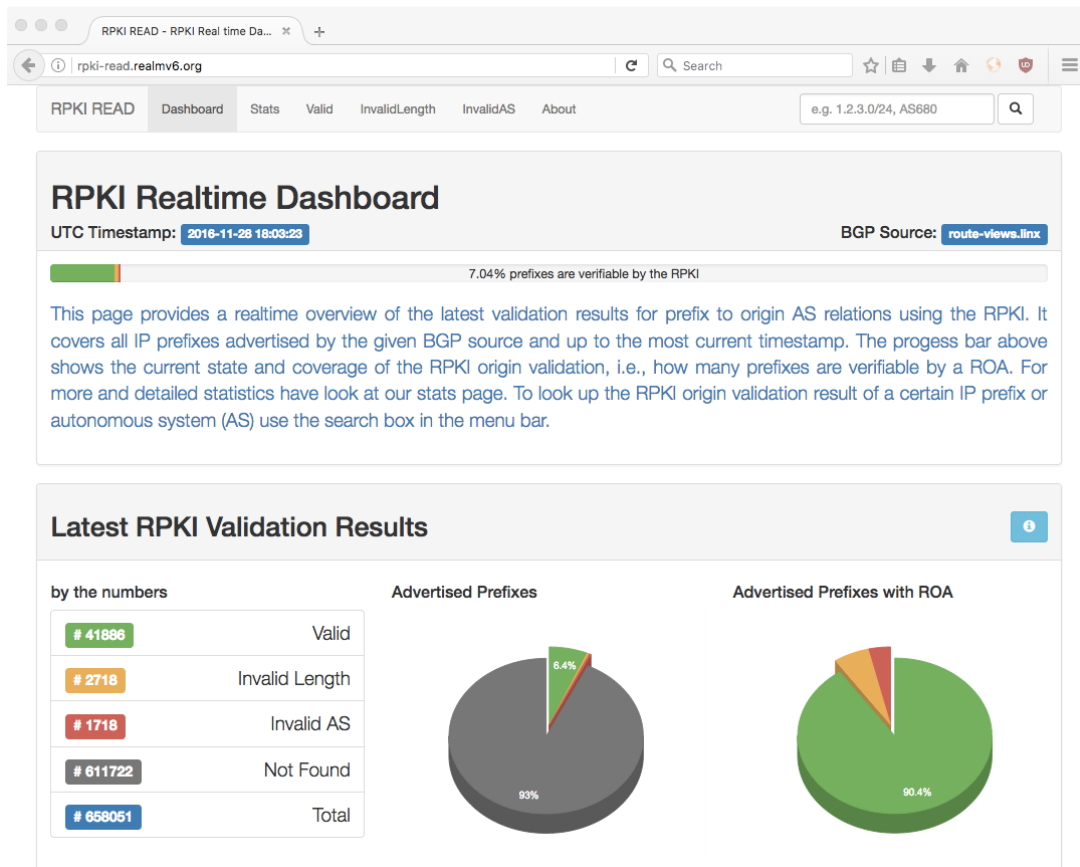 RPKI READ - RPKI Real time Da...
rpki-read.realmv6.org
Search
RPKI READ Dashboard Stats Valid InvalidLength InvalidAS About e.g. 1.2.3.0/24, AS680
RPKI Realtime Dashboard
UTC Timestamp: 2016-11-28 18:03:23 BGP Source: route-views.linx
7.04% prefixes are verifiable by the RPKI
This page provides a realtime overview of the latest validation results for prefix to origin AS relations using the RPKI. It
covers all IP prefixes advertised by the given BGP source and up to the most current timestamp. The progess bar above
shows the current state and coverage of the RPKI origin validation, i.e., how many prefixes are verifiable by a ROA. For
more and detailed statistics have look at our stats page. To look up the RPKI origin validation result of a certain IP prefix or
autonomous system (AS) use the search box in the menu bar.
Latest RPKI Validation Results
by the numbers Advertised Prefixes Advertised Prefixes with ROA
# 41886 Valid
# 2718 Invalid Length
# 1718 Invalid AS
# 611722 Not Found
# 658051 Total
6.4%
93%
90.4%